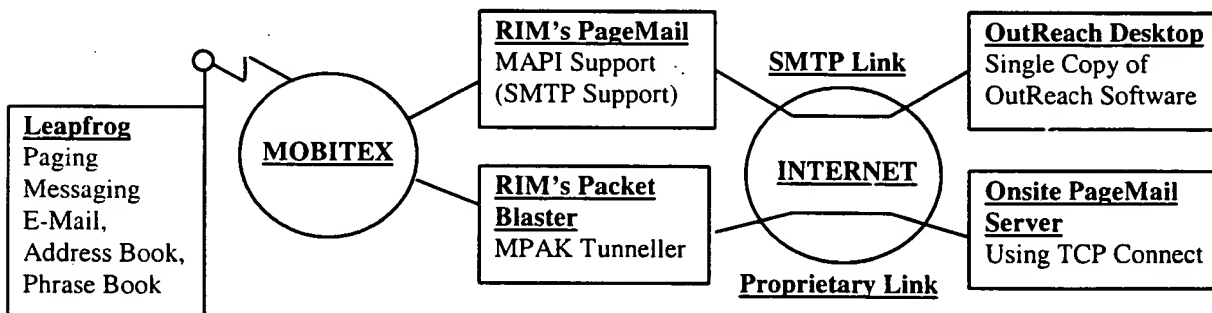 Leapfrog
Paging
Messaging
E-Mail,
Address Book,
Phrase Book
MOBITEX
RIM's PageMail
MAPI Support
(SMTP Support)
RIM's Packet
Blaster
MPAK Tunneller
SMTP Link
INTERNET
Proprietary Link
OutReach Desktop
Single Copy of
OutReach Software
Onsite PageMail
Server
Using TCP Connect